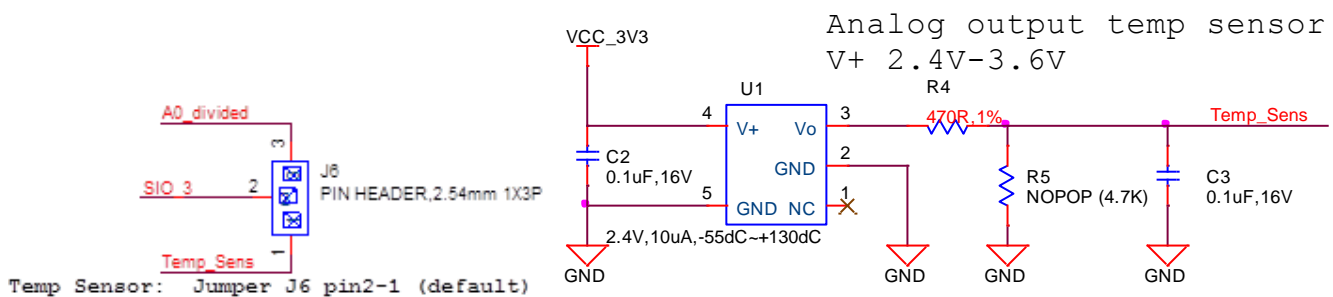 Analog output temp sensor
V+ 2.4V-3.6V
VCC_3V3
U1
R4
A0_divided
3
4
V+
Vo
3
470R,1%
Temp_Sens
J6
PIN HEADER,2.54mm 1X3P
SIO_3
2
C2
0.1uF,16V
GND
2
R5
NOPOP (4.7K)
C3
0.1uF,16V
5
GND
NC
1
2.4V,10uA,-55dC~+130dC
1
Temp_Sens
GND
GND
GND
GND
Temp Sensor: Jumper J6 pin2-1 (default)